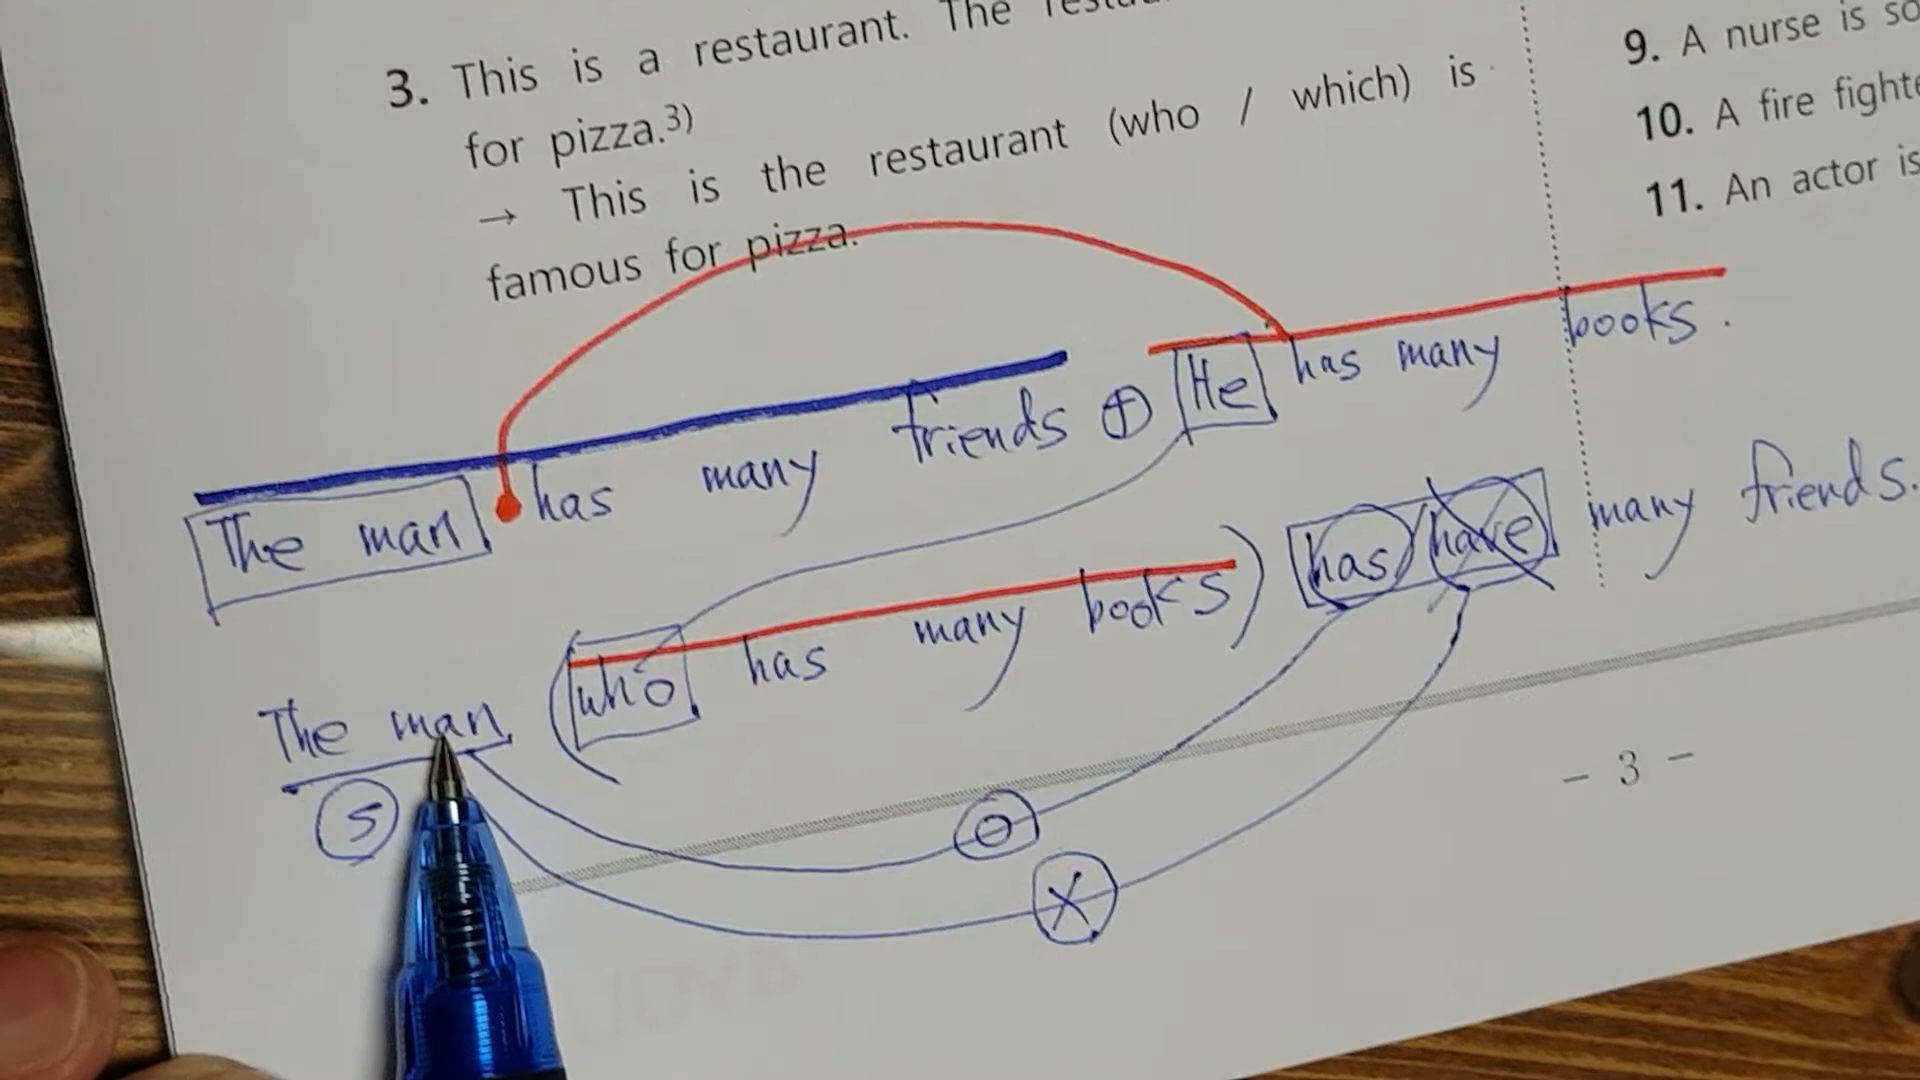 3. This is a restaurant. The
for pizza.3)
→ This is the restaurant (who / which) is
famous for pizza.
9. A nurse is
10. A fire
11. An actor is
The man has many friends + He has many books.
The man (who has many books) has/have many friends.
S
O
X
- 3 -